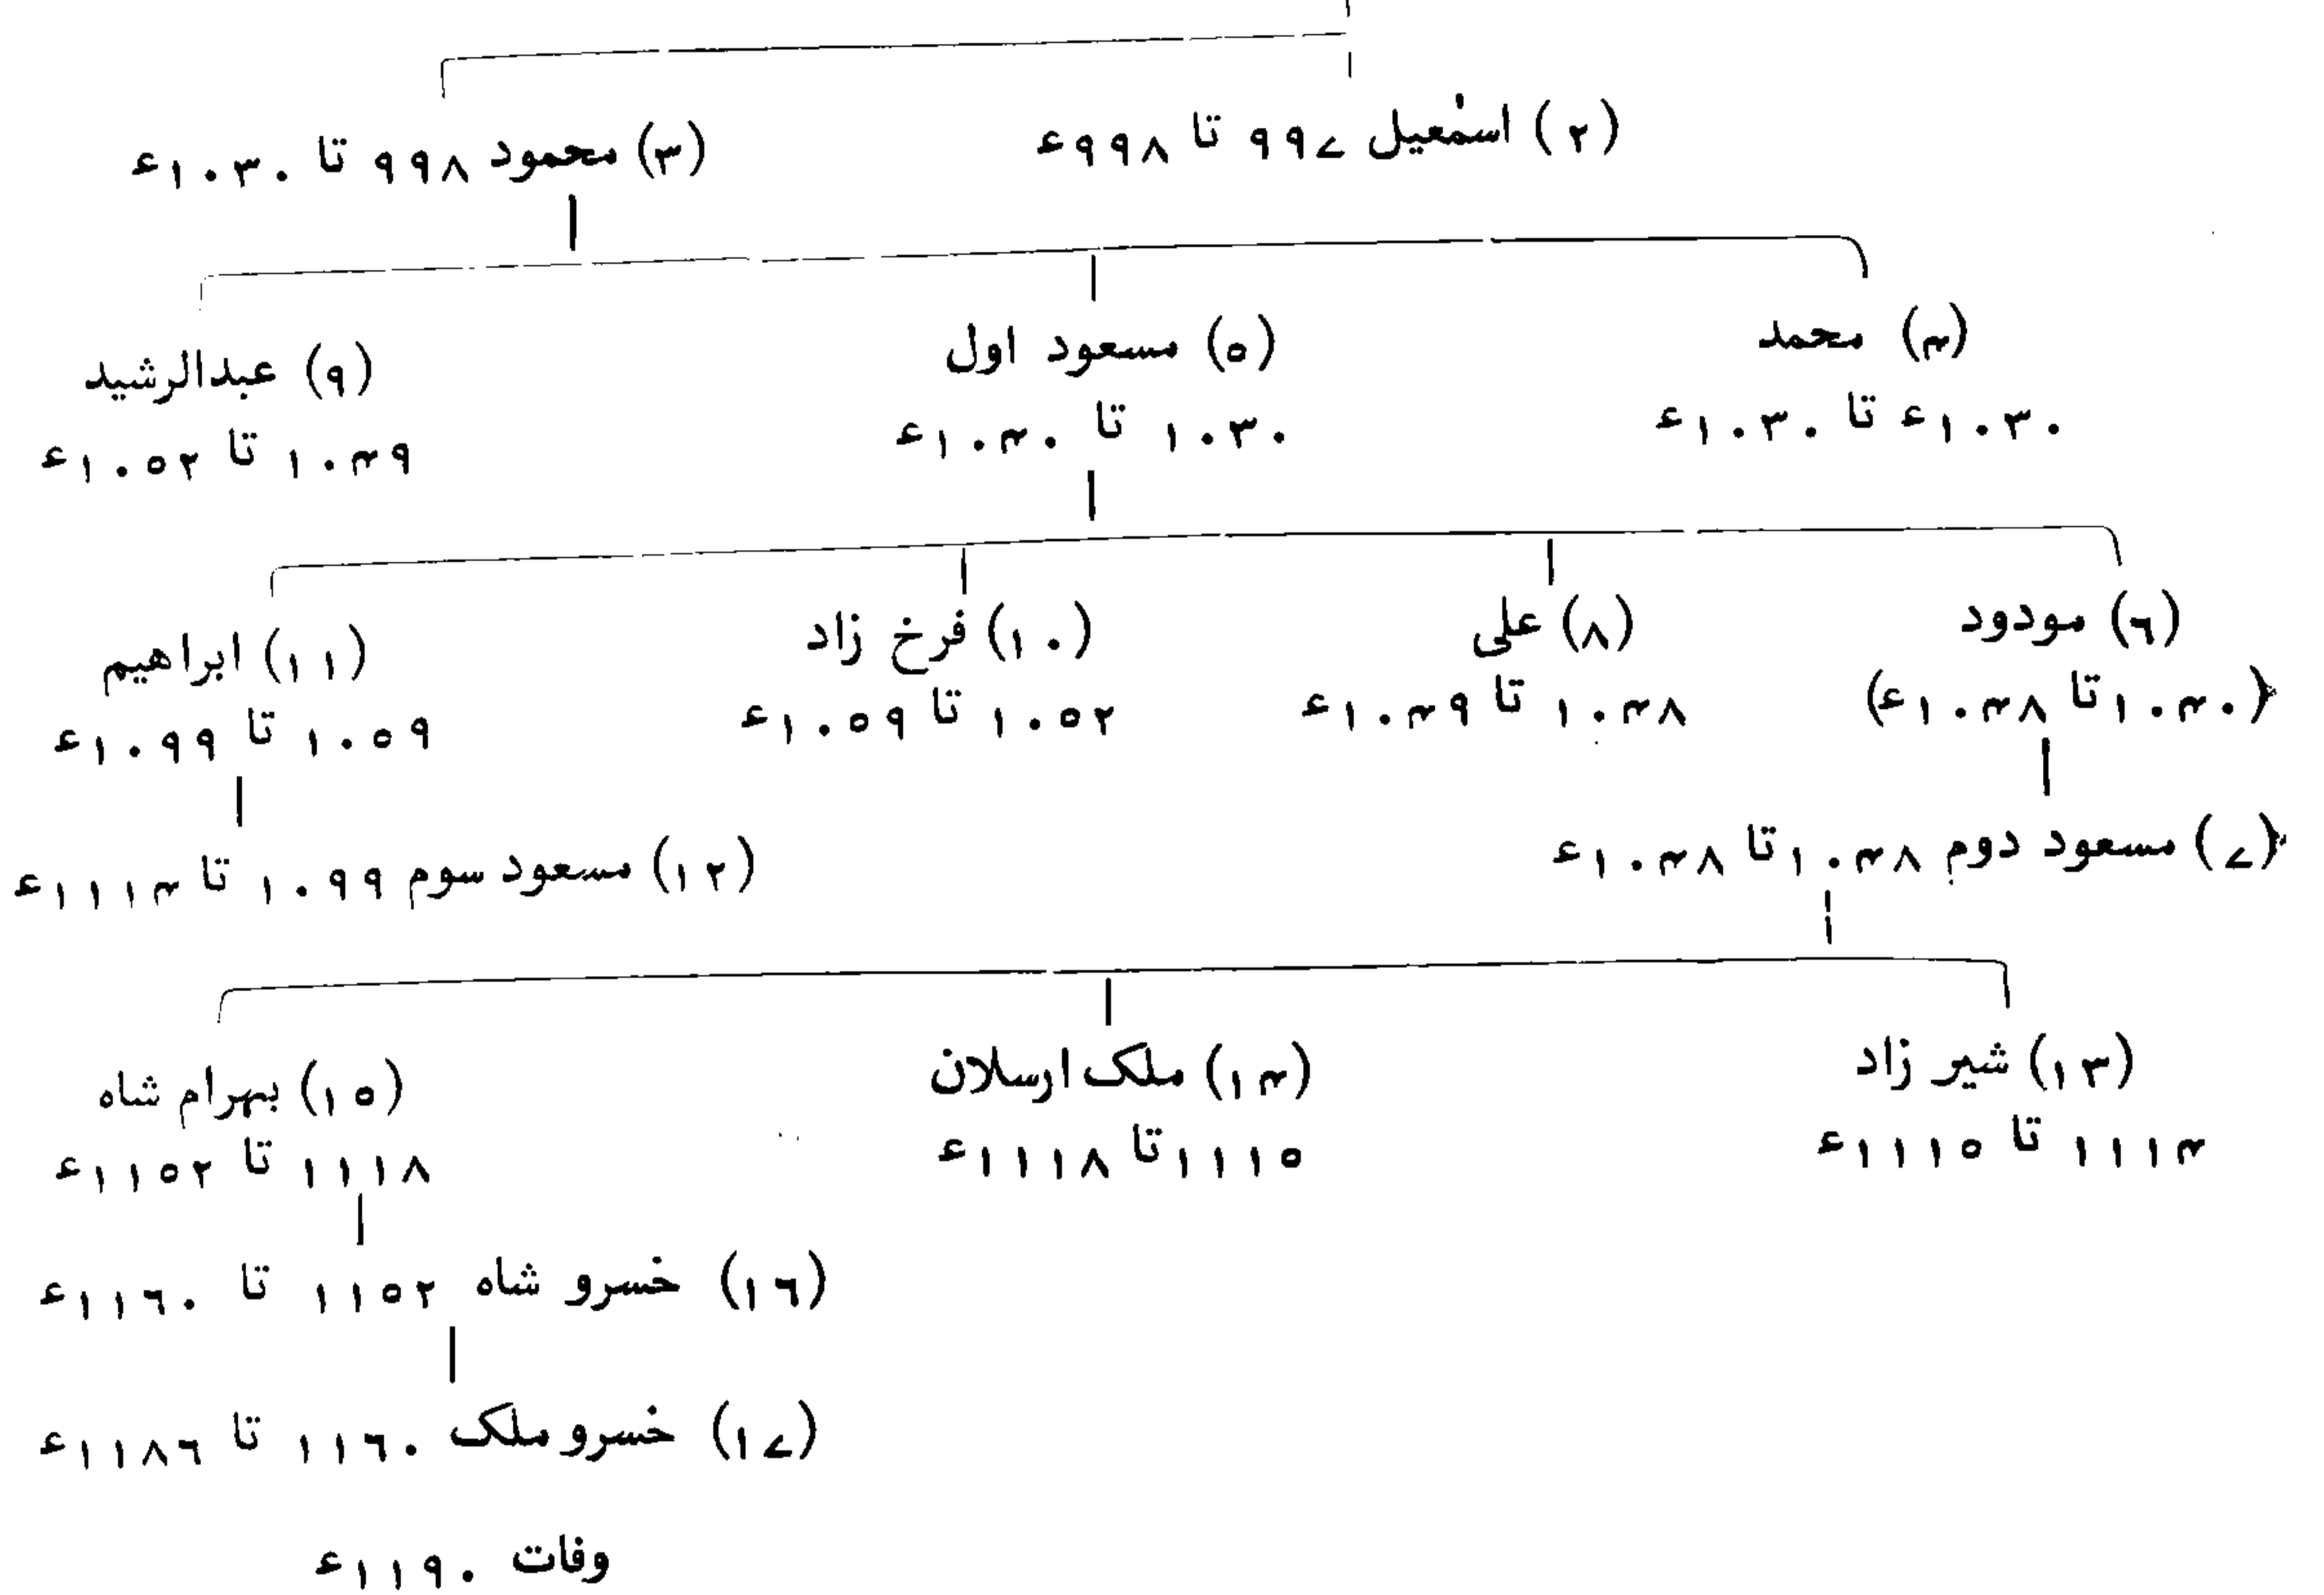 (۲) اسمٰعیل ۹۹۷ تا ۹۹۸ء
(۳) محمود ۹۹۸ تا ۱۰۳۰ء
(۴) محمد
۱۰۳۰ء تا ۱۰۳۰ء
(۵) مسعود اول
۱۰۳۰ تا ۱۰۴۰ء
(۹) عبدالرشید
۱۰۴۹ تا ۱۰۵۲ء
(۶) مودود
(۱۰۴۰ تا ۱۰۴۸ء)
(۸) علی
۱۰۴۸ تا ۱۰۴۹ء
(۱۰) فرخ زاد
۱۰۵۲ تا ۱۰۵۹ء
(۱۱) ابراهیم
۱۰۵۹ تا ۱۰۹۹ء
(۷) مسعود دوم ۱۰۴۸ تا ۱۰۴۸ء
(۱۲) مسعود سوم ۱۰۹۹ تا ۱۱۱۴ء
(۱۳) شیر زاد
۱۱۱۴ تا ۱۱۱۵ء
(۱۴) ملک ارسلان
۱۱۱۵ تا ۱۱۱۸ء
(۱۵) بهرام شاه
۱۱۱۸ تا ۱۱۵۲ء
(۱۶) خسرو شاه ۱۱۵۲ تا ۱۱۶۰ء
(۱۷) خسرو ملک ۱۱۶۰ تا ۱۱۸۶ء
وفات ۱۱۹۰ء